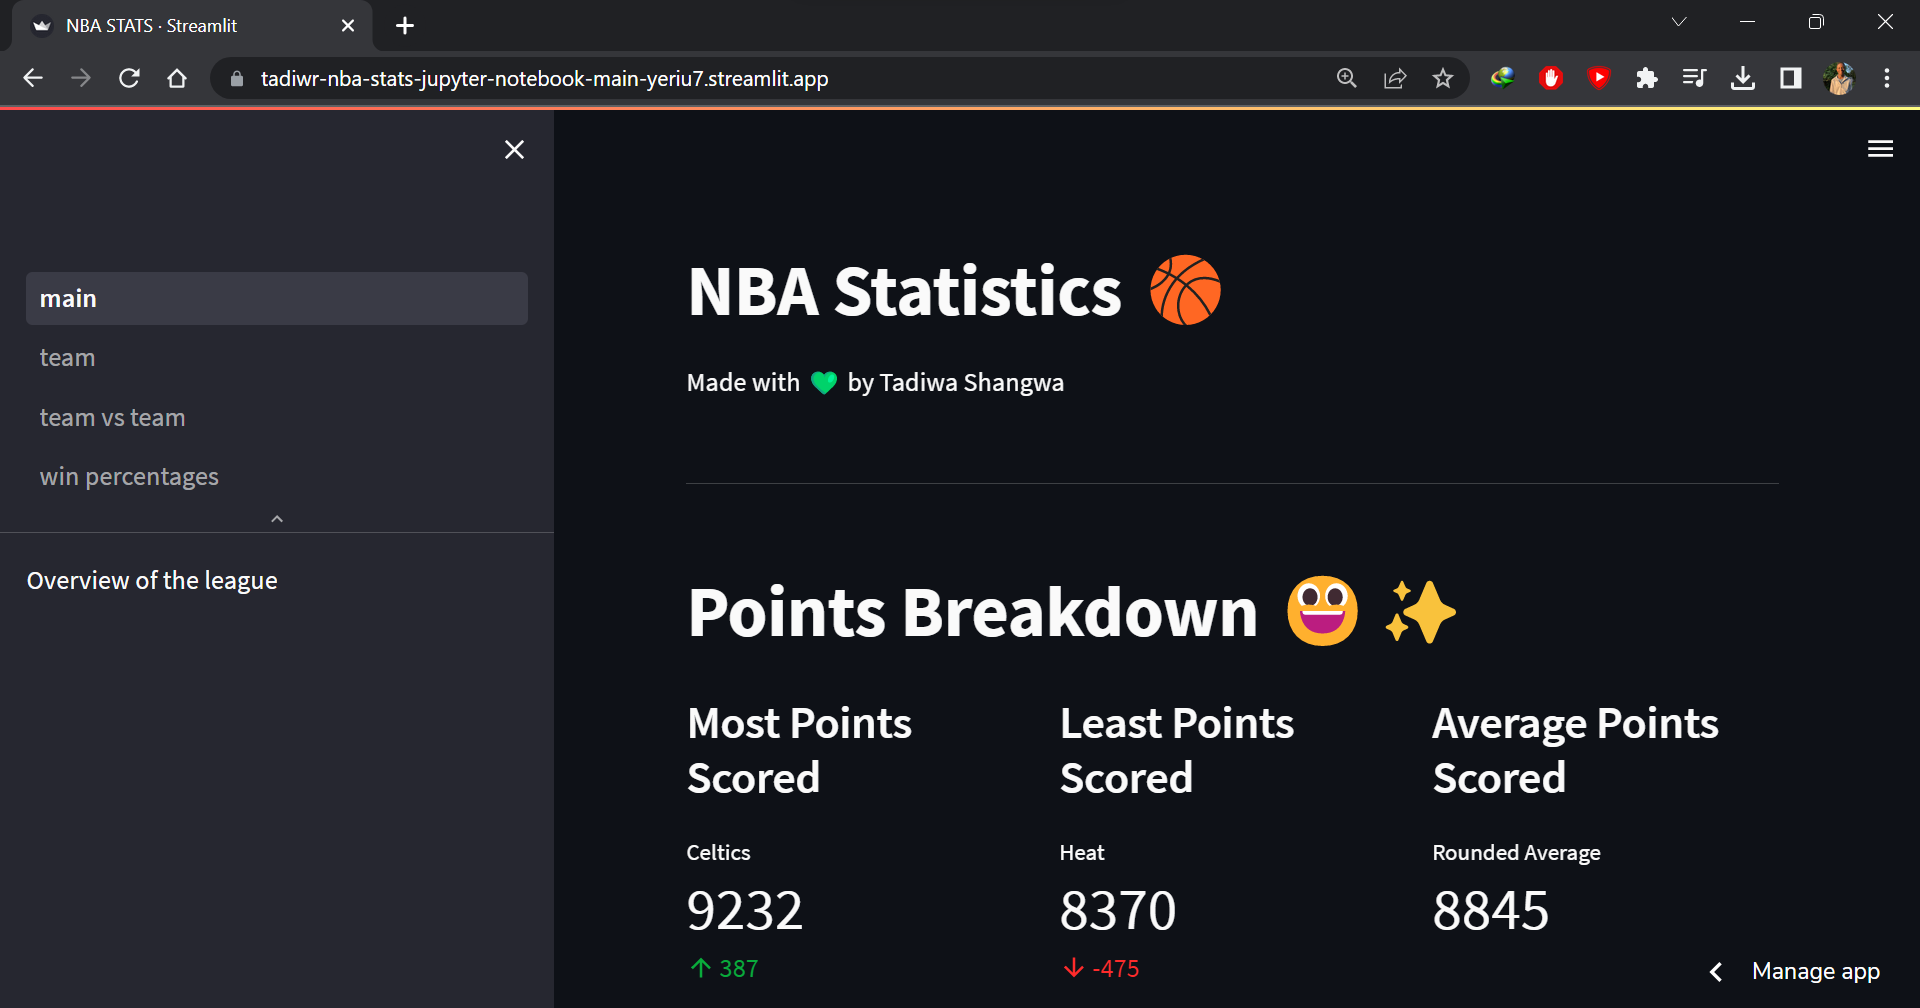 NBA STATS · Streamlit
tadiwr-nba-stats-jupyter-notebook-main-yeriu7.streamlit.app
main
team
team vs team
win percentages
Overview of the league
NBA Statistics 🏀
Made with 💚 by Tadiwa Shangwa
Points Breakdown 😀 ✨
Most Points
Scored
Celtics
9232
↑ 387
Least Points
Scored
Heat
8370
↓ -475
Average Points
Scored
Rounded Average
8845
Manage app